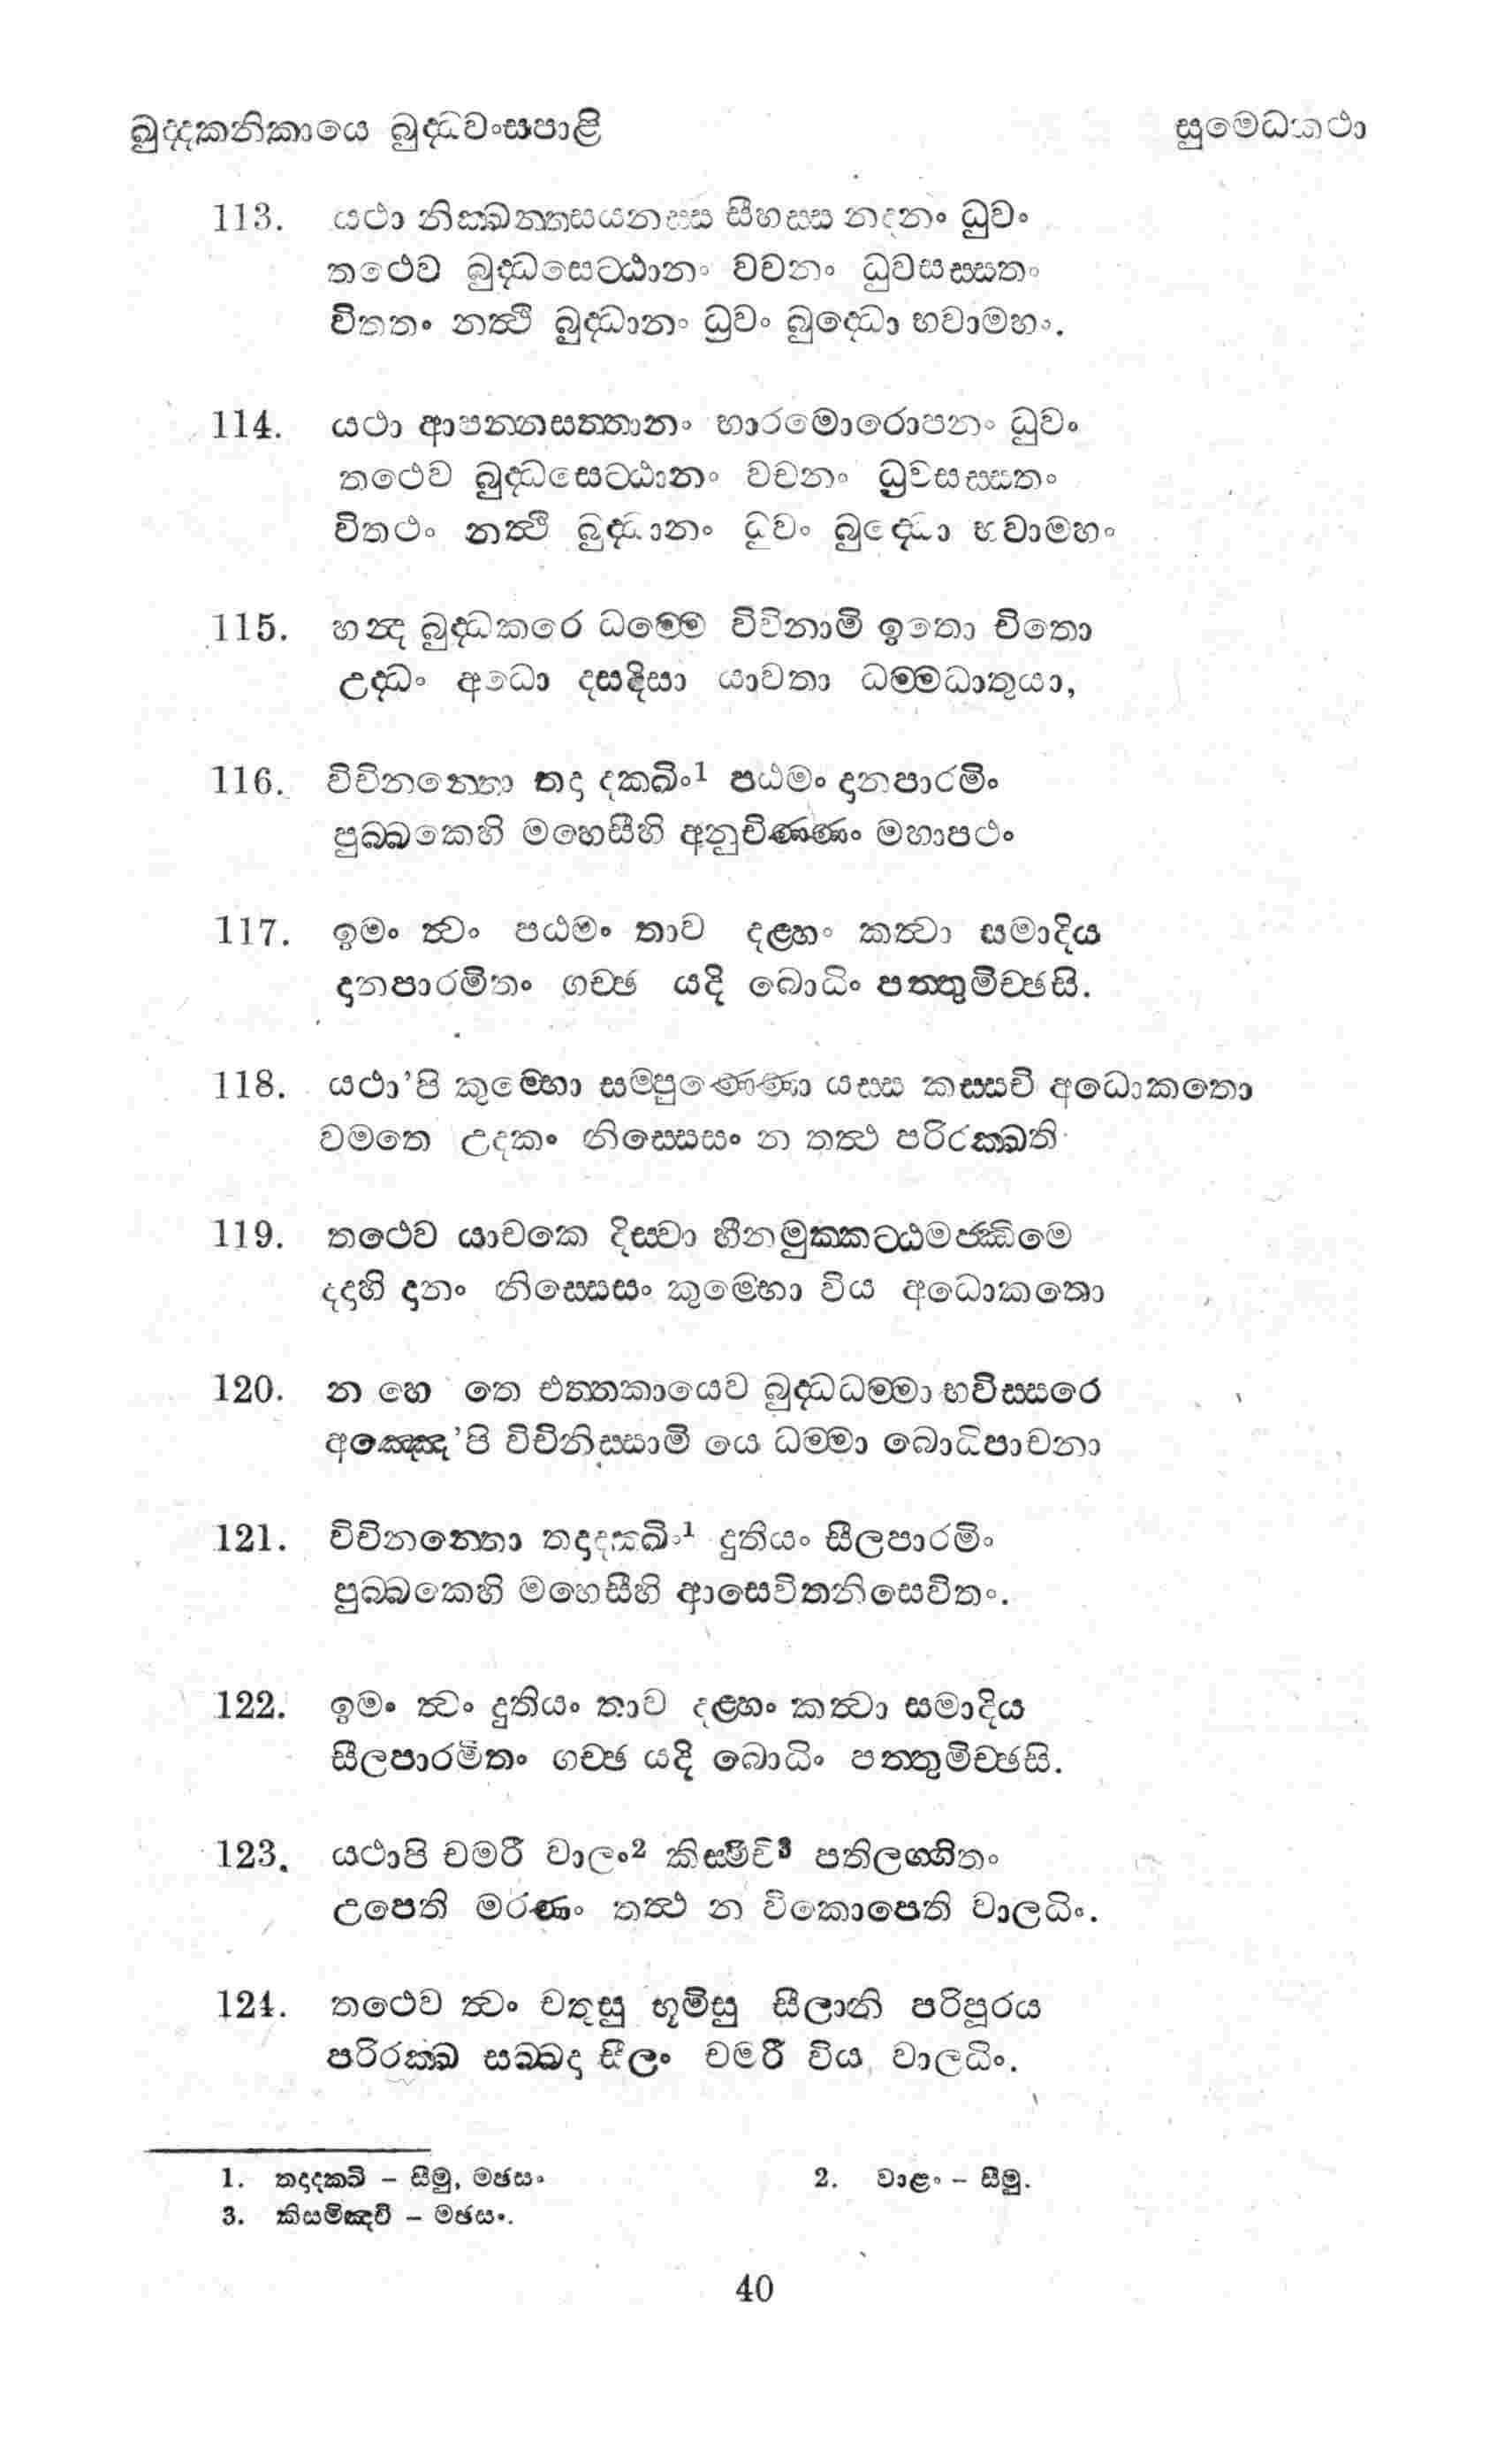 ඛුද්දකනිකායෙ බුද්ධවංසපාළි සුමෙධකථා
113. යථා නික්ඛන්තසයනස්ස සීහස්ස නදනං ධුවං
තථෙව බුද්ධසෙට්ඨානං වචනං ධුවසස්සතං
විතතං නත්ථි බුද්ධානං ධුවං බුද්ධො භවාමහං.
114. යථා ආපන්නසත්තානං භාරමොරොපනං ධුවං
තථෙව බුද්ධසෙට්ඨානං වචනං ධුවසස්සතං
විතථං නත්ථි බුද්ධානං ධුවං බුද්ධො භවාමහං
115. හන්ද බුද්ධකරෙ ධම්මෙ විචිනාමි ඉතො චිතො
උද්ධං අධො දසදිසා යාවතා ධම්මධාතුයා,
116. විචිනන්තො තදා දක්ඛිං1 පඨමං දානපාරමිං
පුබ්බකෙහි මහෙසීහි අනුචිණ්ණං මහාපථං
117. ඉමං ත්වං පඨමං තාව දළ්හං කත්වා සමාදිය
දානපාරමිතං ගච්ඡ යදි බොධිං පත්තුමිච්ඡසි.
118. යථා’පි කුම්භො සම්පුණ්ණො යස්ස කස්සචි අධොකතො
වමතෙ උදකං නිස්සෙසං න තත්ථ පරිරක්ඛති
119. තථෙව යාචකෙ දිස්වා හීනමුක්කට්ඨමජ්ඣිමෙ
දදාහි දානං නිස්සෙසං කුම්භො විය අධොකතො
120. න හෙ තෙ එත්තකායෙව බුද්ධධම්මා භවිස්සරෙ
අඤ්ඤෙ’පි විචිනිස්සාමි යෙ ධම්මා බොධිපාචනා
121. විචිනන්තො තදාදක්ඛිං1 දුතියං සීලපාරමිං
පුබ්බකෙහි මහෙසීහි ආසෙවිතනිසෙවිතං.
122. ඉමං ත්වං දුතියං තාව දළ්හං කත්වා සමාදිය
සීලපාරමිතං ගච්ඡ යදි බොධිං පත්තුමිච්ඡසි.
123. යථාපි චමරී වාලං2 කිස්මිචි3 පතිලග්ගිතං
උපෙති මරණං තත්ථ න විකොපෙති වාලධිං.
124. තථෙව ත්වං චතුසු භූමිසු සීලානි පරිපූරය
පරිරක්ඛ සබ්බදා සීලං චමරී විය වාලධිං.
1. තදාදක්ඛි – සීමු, මඡසං 2. වාළං – සීමු.
3. කිසමිඤ්චි – මඡසං.
40